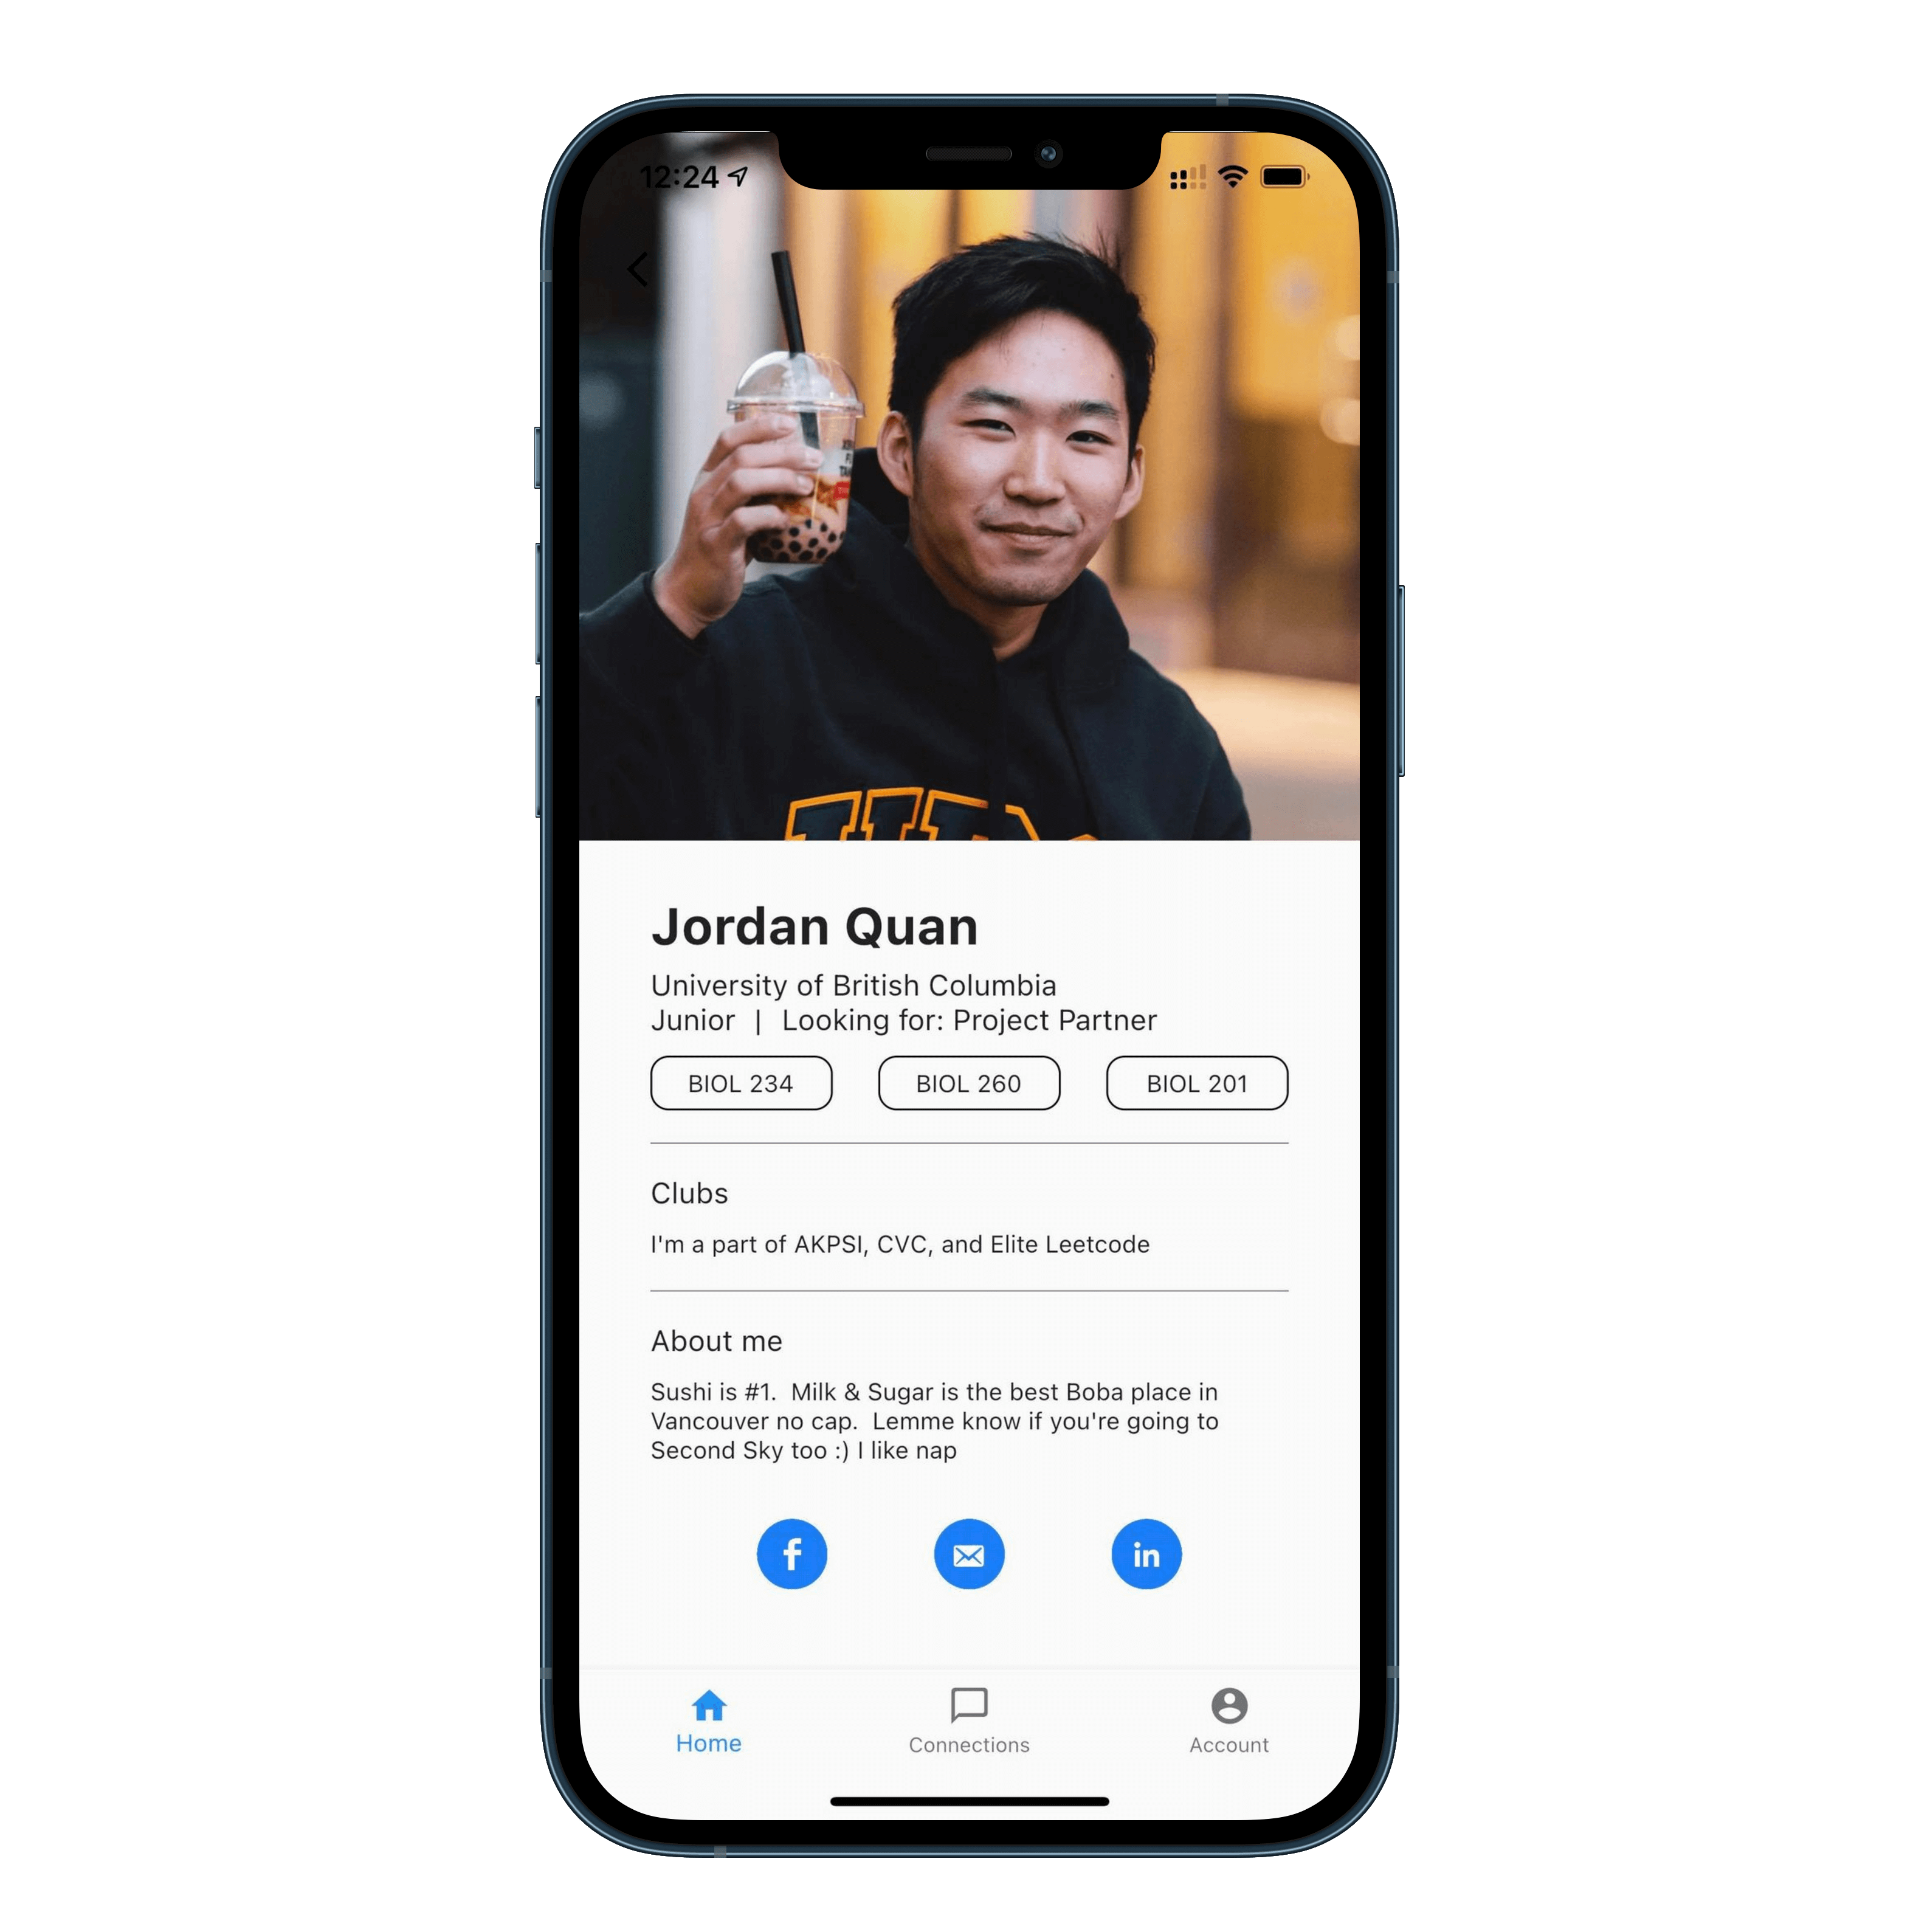 12:24
Jordan Quan
University of British Columbia
Junior | Looking for: Project Partner
BIOL 234 BIOL 260 BIOL 201
Clubs
I'm a part of AKPSI, CVC, and Elite Leetcode
About me
Sushi is #1. Milk & Sugar is the best Boba place in
Vancouver no cap. Lemme know if you're going to
Second Sky too :) I like nap
f in
Home Connections Account